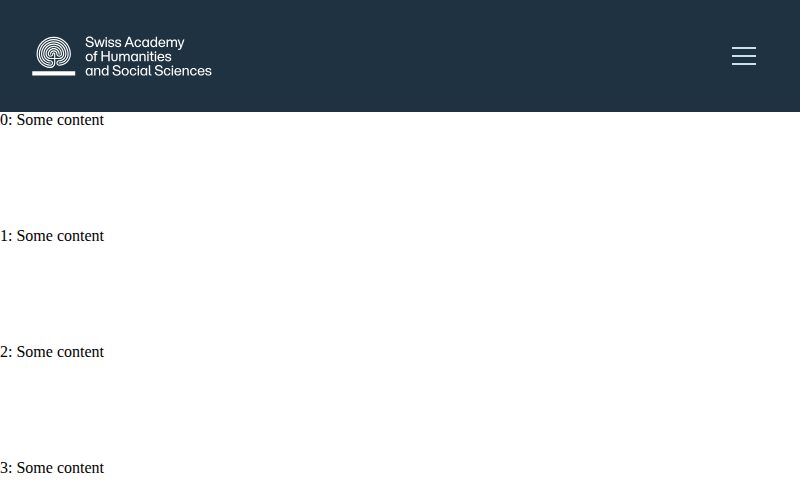 Swiss Academy
of Humanities
and Social Sciences
0: Some content
1: Some content
2: Some content
3: Some content